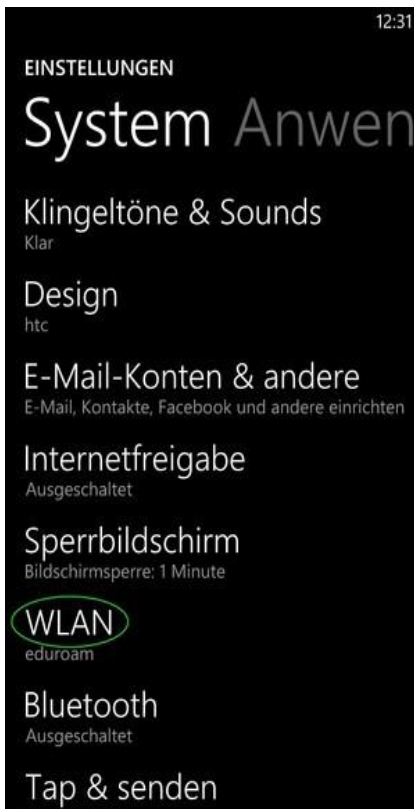 12:31
EINSTELLUNGEN
System Anwen
Klingeltöne & Sounds
Klar
Design
htc
E-Mail-Konten & andere
E-Mail, Kontakte, Facebook und andere einrichten
Internetfreigabe
Ausgeschaltet
Sperrbildschirm
Bildschirmsperre: 1 Minute
WLAN
eduroam
Bluetooth
Ausgeschaltet
Tap & senden